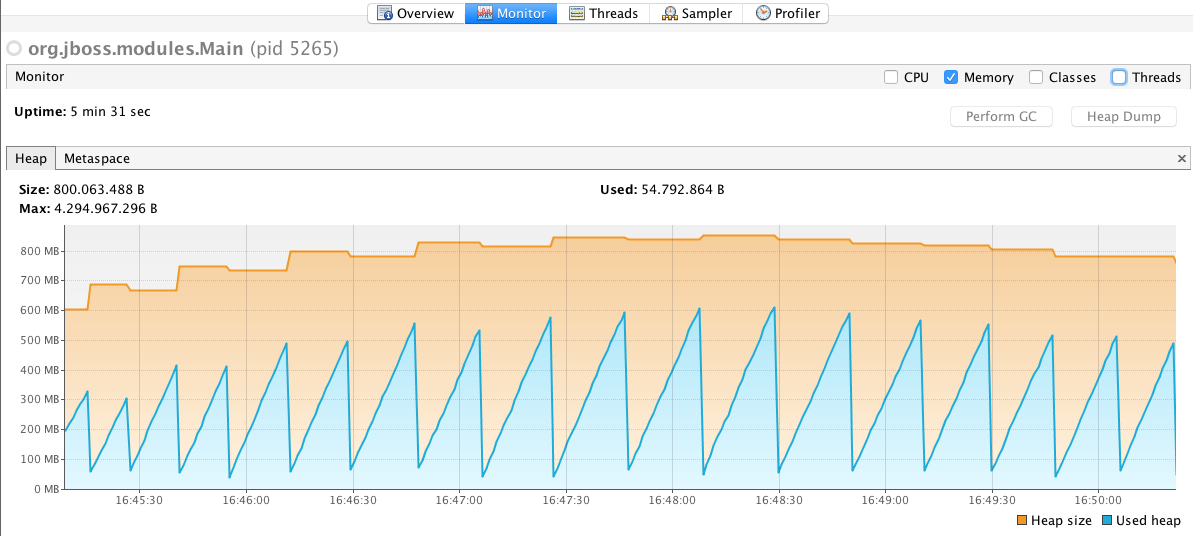 Overview Monitor Threads Sampler Profiler
org.jboss.modules.Main (pid 5265)
Monitor CPU Memory Classes Threads
Uptime: 5 min 31 sec Perform GC Heap Dump
Heap Metaspace
Size: 800.063.488 B Used: 54.792.864 B
Max: 4.294.967.296 B
800 MB
700 MB
600 MB
500 MB
400 MB
300 MB
200 MB
100 MB
0 MB
16:45:30 16:46:00 16:46:30 16:47:00 16:47:30 16:48:00 16:48:30 16:49:00 16:49:30 16:50:00
Heap size Used heap